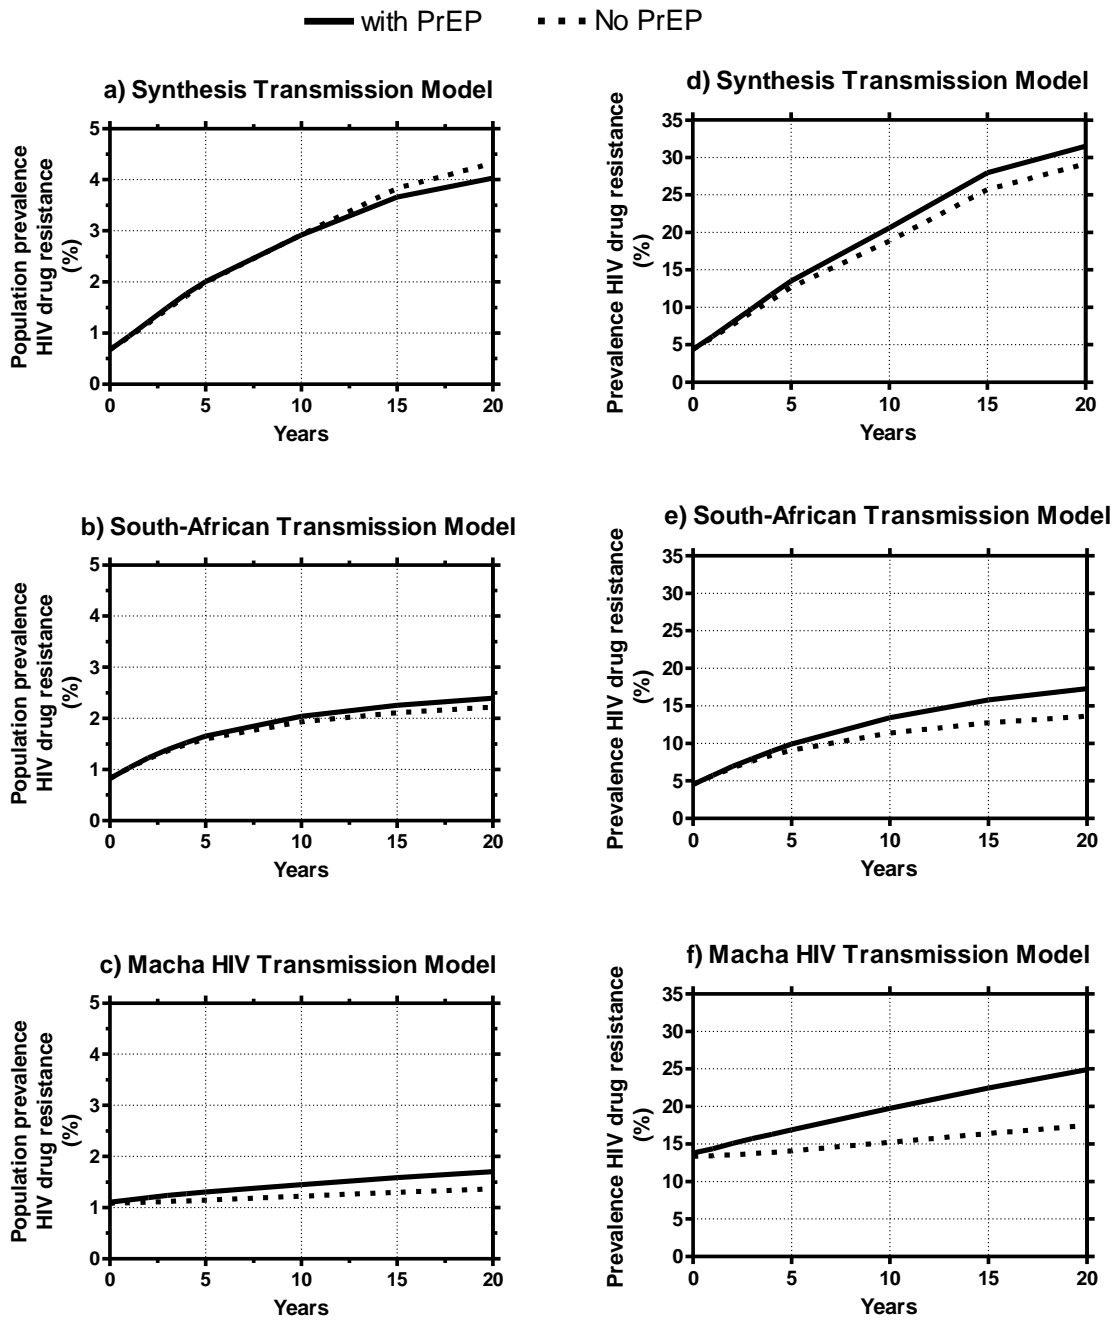 with PrEP
No PrEP
a) Synthesis Transmission Model
Population prevalence
HIV drug resistance
(%)
5
4
3
2
1
0
0 5 10 15 20
Years
d) Synthesis Transmission Model
Prevalence HIV drug resistance
(%)
35
30
25
20
15
10
5
0
0 5 10 15 20
Years
b) South-African Transmission Model
Population prevalence
HIV drug resistance
(%)
5
4
3
2
1
0
0 5 10 15 20
Years
e) South-African Transmission Model
Prevalence HIV drug resistance
(%)
35
30
25
20
15
10
5
0
0 5 10 15 20
Years
c) Macha HIV Transmission Model
Population prevalence
HIV drug resistance
(%)
5
4
3
2
1
0
0 5 10 15 20
Years
f) Macha HIV Transmission Model
Prevalence HIV drug resistance
(%)
35
30
25
20
15
10
5
0
0 5 10 15 20
Years